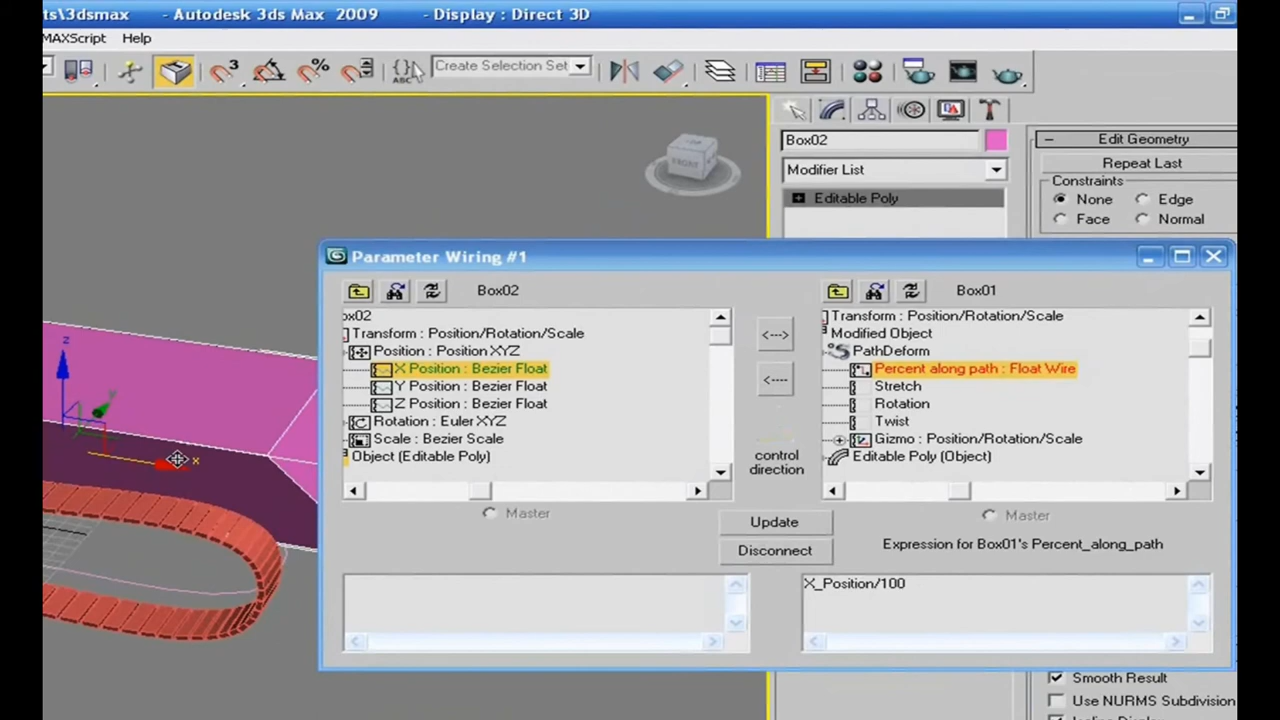 ts\3dsmax - Autodesk 3ds Max 2009 - Display : Direct 3D
MAXScript Help
3
%
ABC
Create Selection Set
FRONT
Box02
Modifier List
Editable Poly
Edit Geometry
Repeat Last
Constraints
None
Edge
Face
Normal
Parameter Wiring #1
Box02
Box01
ox02
Transform : Position/Rotation/Scale
Position : Position XYZ
X Position : Bezier Float
Y Position : Bezier Float
Z Position : Bezier Float
Rotation : Euler XYZ
Scale : Bezier Scale
Object (Editable Poly)
<--->
<----
control
direction
Transform : Position/Rotation/Scale
Modified Object
PathDeform
Percent along path : Float Wire
Stretch
Rotation
Twist
Gizmo : Position/Rotation/Scale
Editable Poly (Object)
Master
Update
Disconnect
Master
Expression for Box01's Percent_along_path
X_Position/100
z
x
Smooth Result
Use NURMS Subdivision